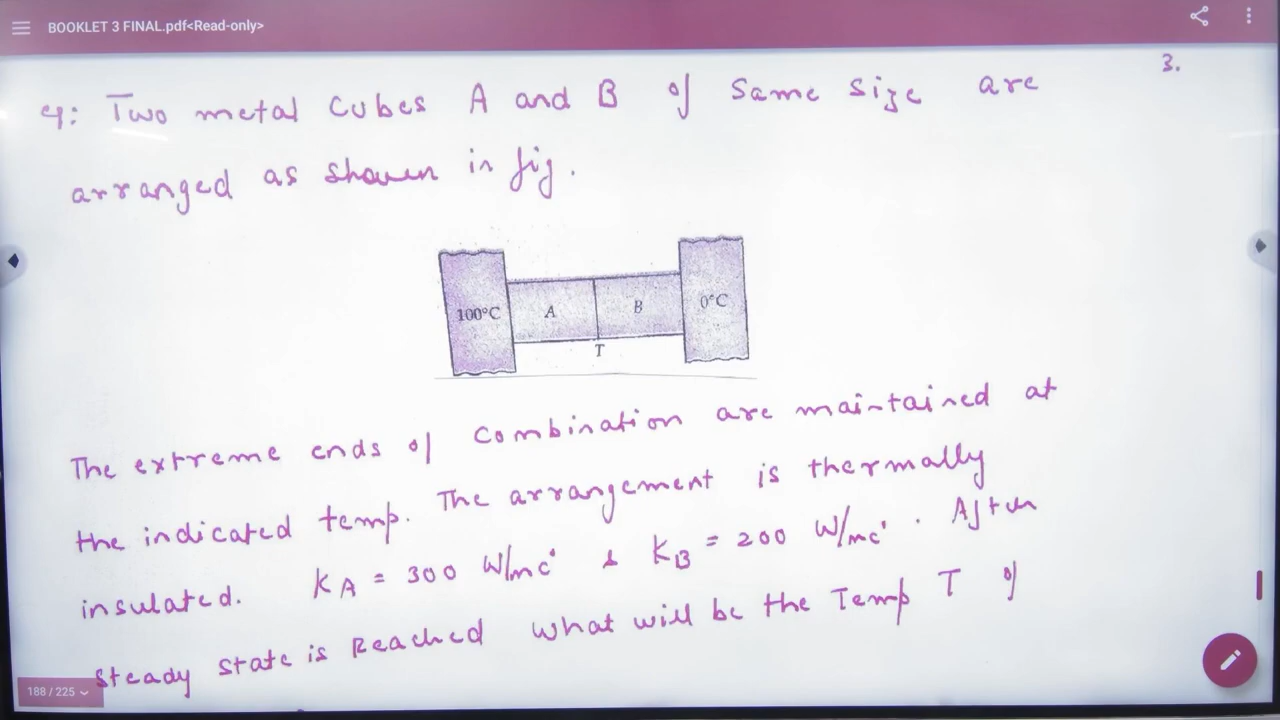 BOOKLET 3 FINAL.pdf<Read-only>
3.
4: Two metal cubes A and B of same size are
arranged as shown in fig.
100°C A B 0°C
T
The extreme ends of combination are maintained at
the indicated temp. The arrangement is thermally
insulated. KA = 300 W/mc° & KB = 200 W/mc°. After
steady state is reached what will be the temp T of
188 / 225